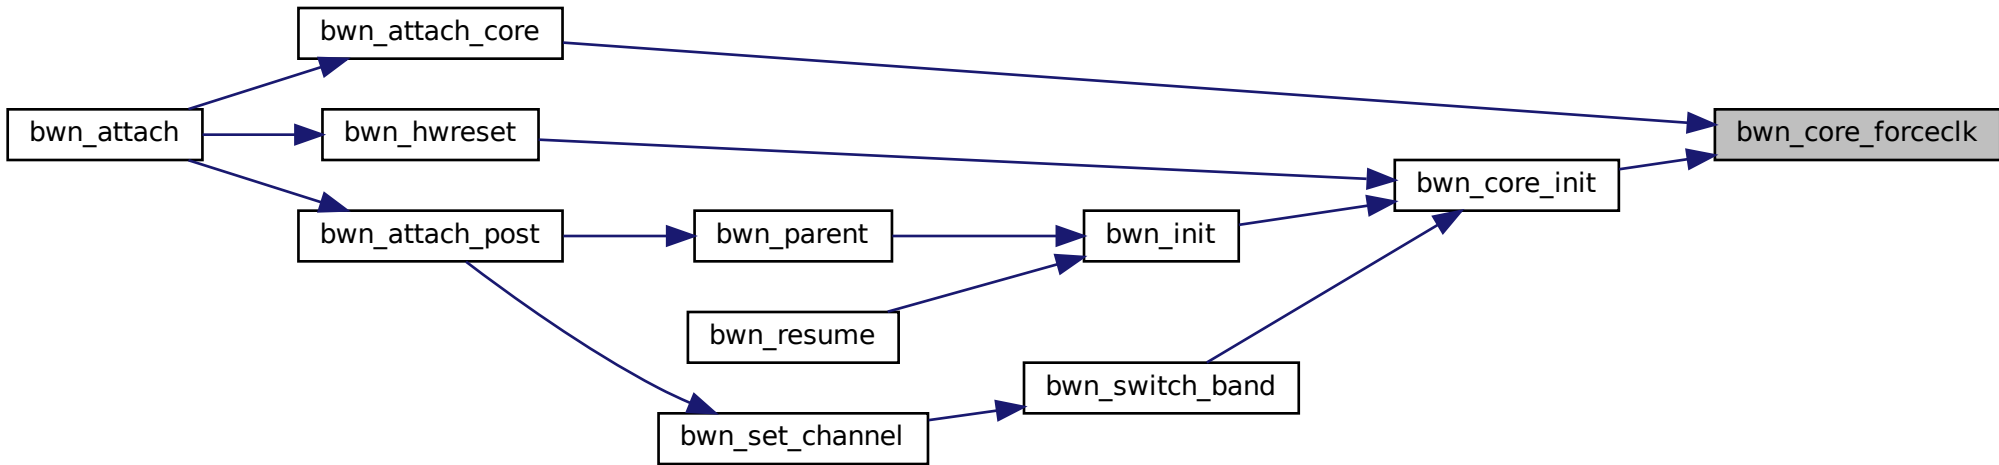 bwn_attach_core
bwn_attach
bwn_hwreset
bwn_core_forceclk
bwn_core_init
bwn_attach_post
bwn_parent
bwn_init
bwn_resume
bwn_switch_band
bwn_set_channel